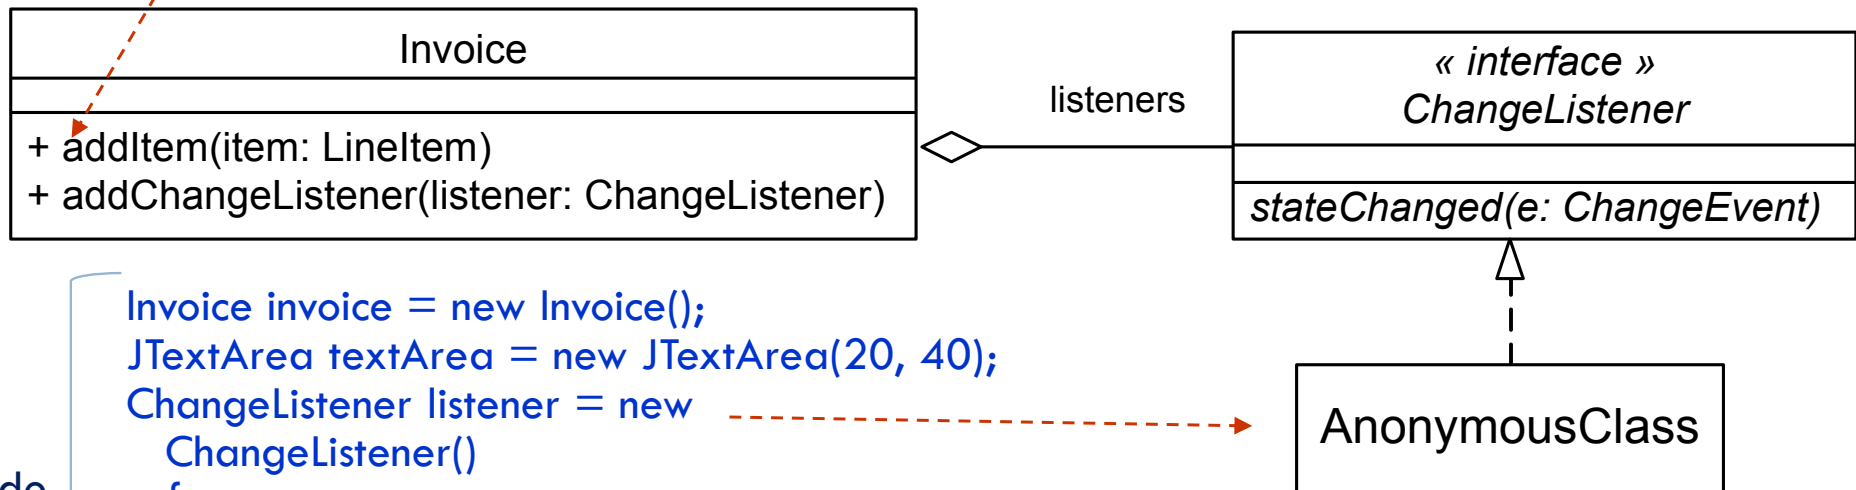 Invoice
+ addItem(item: LineItem)
+ addChangeListener(listener: ChangeListener)
listeners
« interface »
ChangeListener
stateChanged(e: ChangeEvent)
Invoice invoice = new Invoice();
JTextArea textArea = new JTextArea(20, 40);
ChangeListener listener = new
ChangeListener()
AnonymousClass